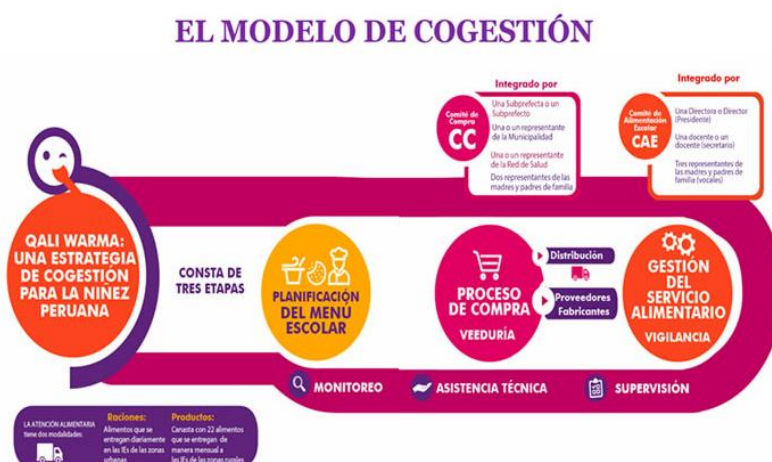 EL MODELO DE COGESTIÓN
Integrado por
Comité de
Compra
CC
Una Subprefecta o un
Subprefecto
Una o un representante
de la Municipalidad
Una o un representante
de la Red de Salud
Dos representantes de las
madres y padres de familia
Integrado por
Comité de
Alimentación
Escolar
CAE
Una Directora o Director
(Presidente)
Una docente o un
docente (secretario)
Tres representantes de
las madres y padres de
familia (vocales)
QALI WARMA:
UNA ESTRATEGIA
DE COGESTIÓN
PARA LA NIÑEZ
PERUANA
CONSTA DE
TRES ETAPAS
PLANIFICACIÓN
DEL MENÚ
ESCOLAR
PROCESO
DE COMPRA
VEEDURÍA
Distribución
Proveedores
Fabricantes
GESTIÓN
DEL
SERVICIO
ALIMENTARIO
VIGILANCIA
MONITOREO
ASISTENCIA TÉCNICA
SUPERVISIÓN
LA ATENCIÓN ALIMENTARIA
tiene dos modalidades:
Raciones:
Alimentos que se
entregan diariamente
en las IEs de las zonas
urbanas
Productos:
Canasta con 22 alimentos
que se entregan de
manera mensual a
las IEs de las zonas rurales